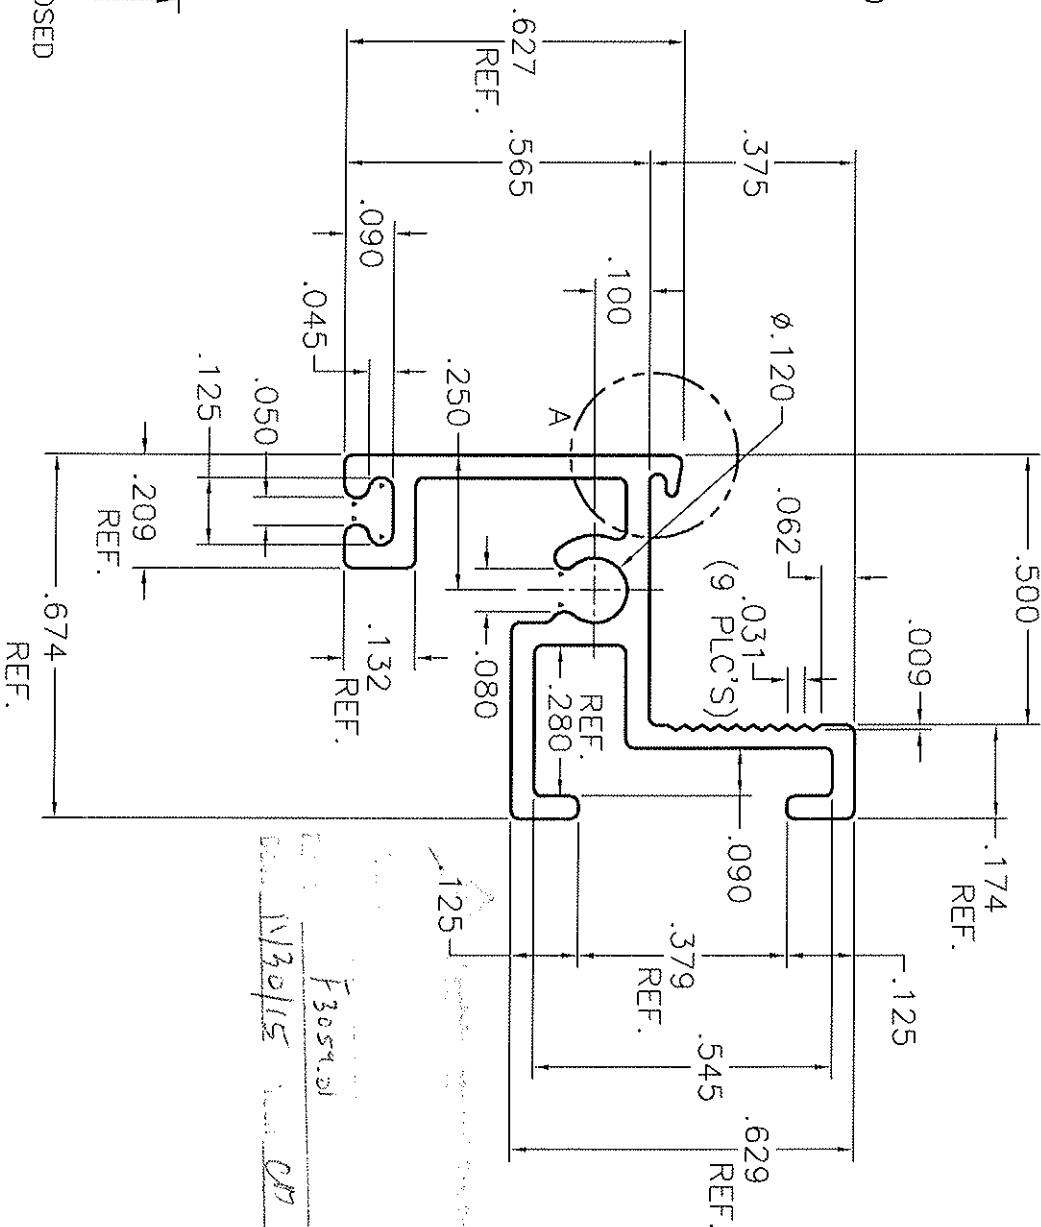 OSED
.627
REF.
.565
.375
.090
.045
.100
ø.120
A
.250
.125
.050
.209
REF.
.674
REF.
.132
REF.
.080
.280
REF.
.062
.031
(9 PLC'S)
.500
.009
.174
REF.
.090
.125
.125
.379
REF.
.545
.629
REF.
F3059.01
11/30/15